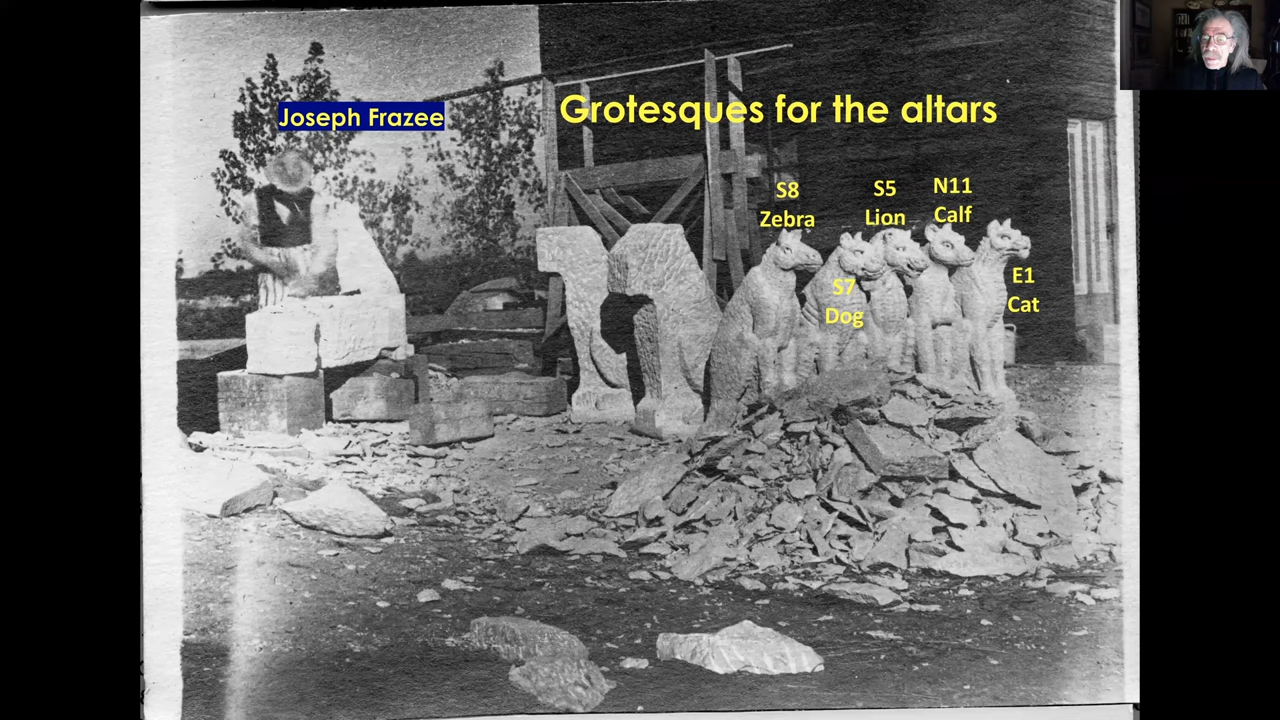 Joseph Frazee
Grotesques for the altars
S8
Zebra
S5
Lion
N11
Calf
S7
Dog
E1
Cat